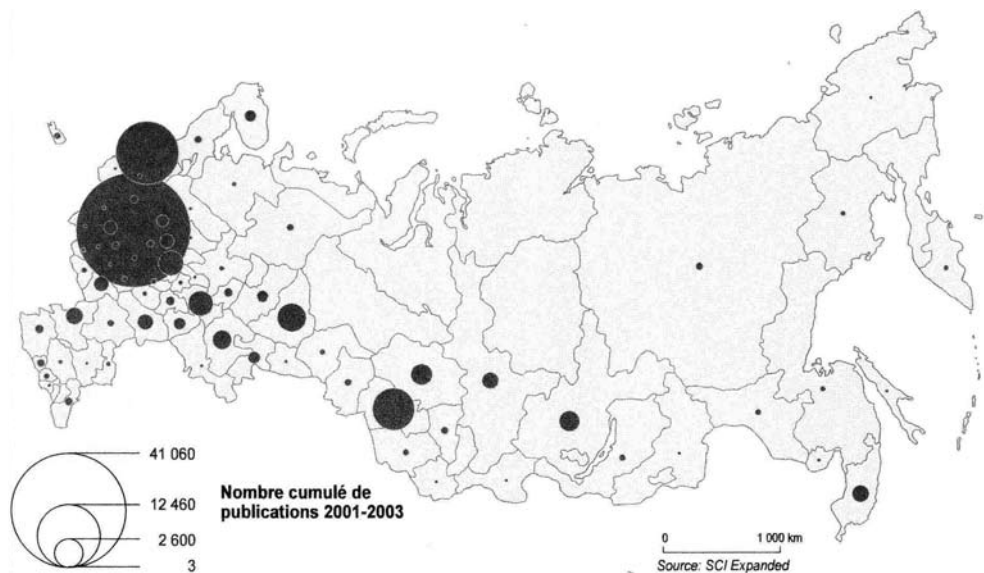 41 060
12 460
2 600
3
Nombre cumulé de
publications 2001-2003
0 1 000 km
Source: SCI Expanded